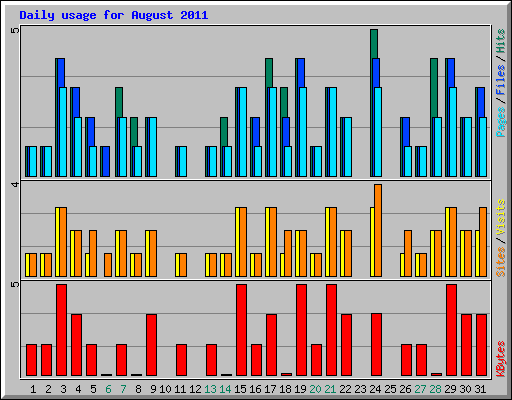 Daily usage for August 2011
5
Pages/Files/Hits
4
Sites/Visits
5
KBytes
1 2 3 4 5 6 7 8 9 10 11 12 13 14 15 16 17 18 19 20 21 22 23 24 25 26 27 28 29 30 31